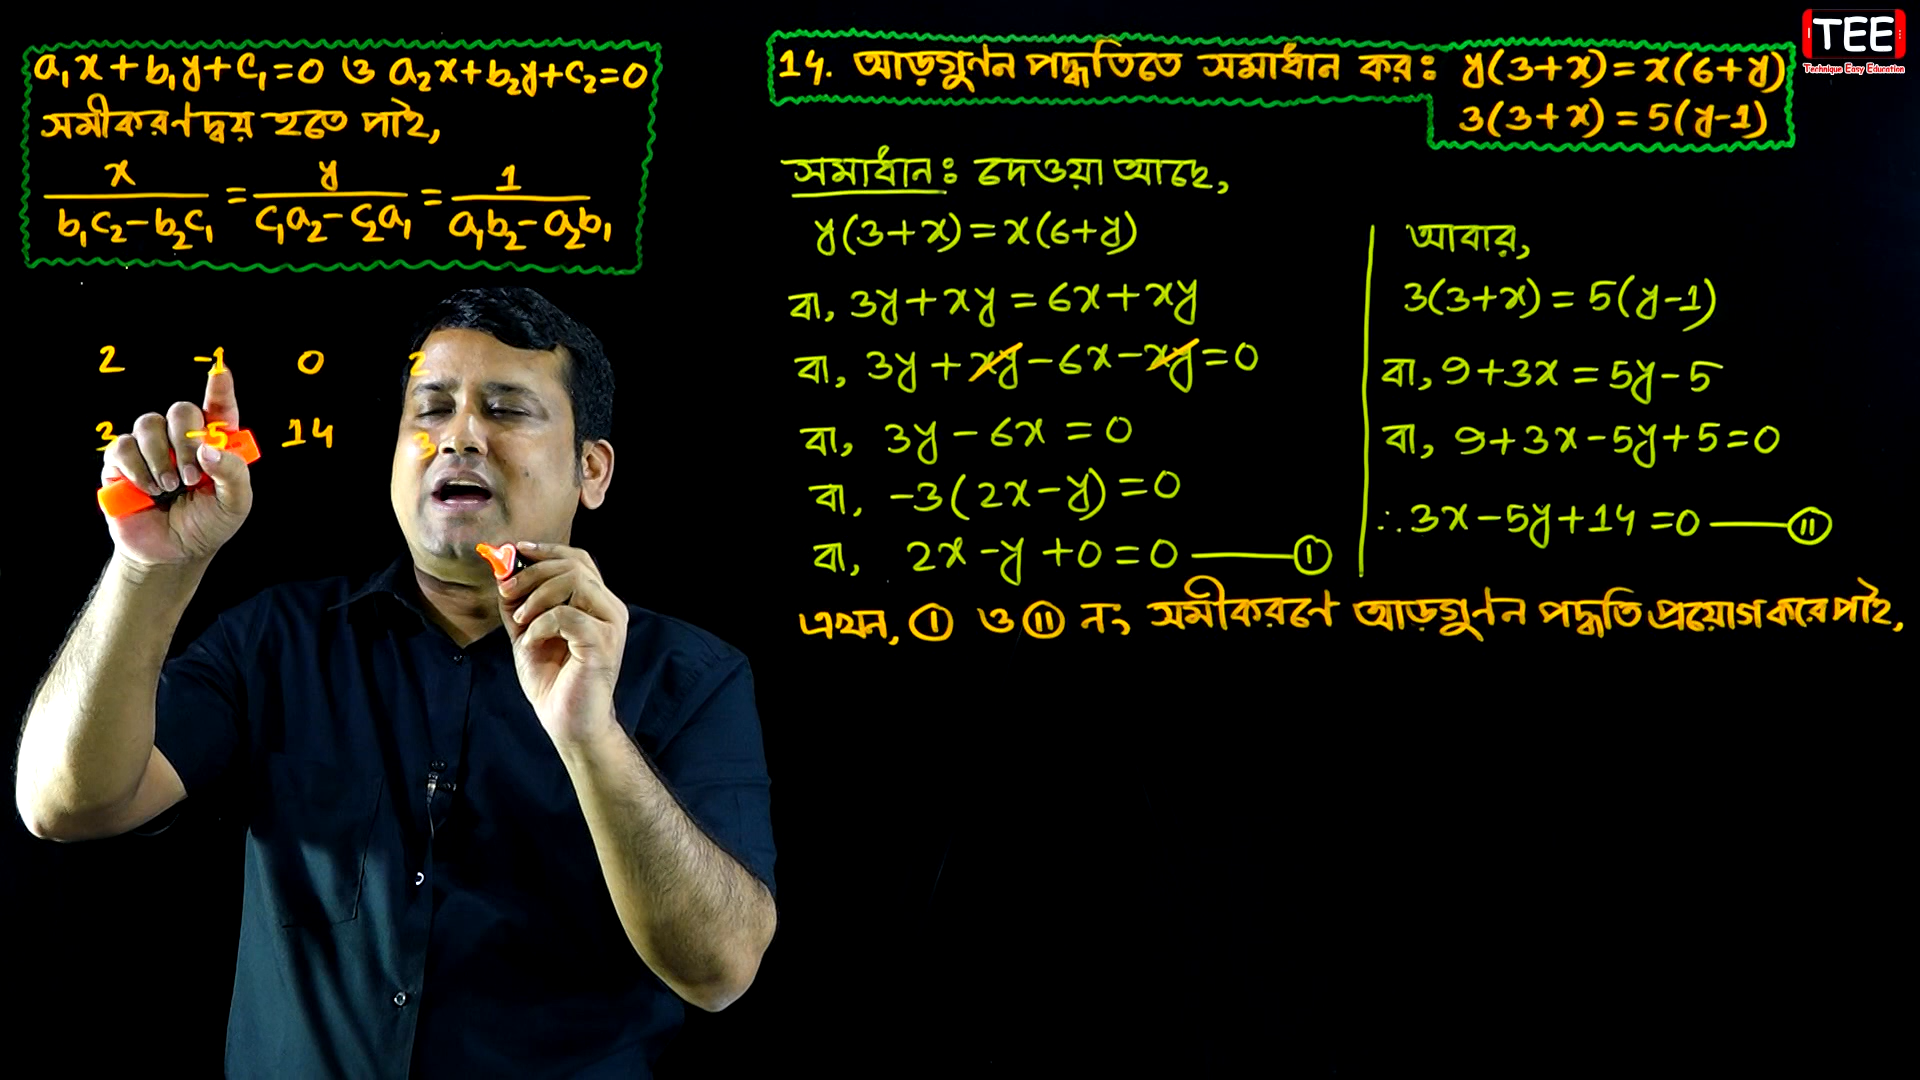 a₁x+b₁y+c₁=0 ও a₂x+b₂y+c₂=0
সমীকরণদ্বয় হতে পাই,
x/(b₁c₂-b₂c₁) = y/(c₁a₂-c₂a₁) = 1/(a₁b₂-a₂b₁)
2 -1 0 2
3 -5 14 3
TEE
Technique Easy Education
14. আড়গুণন পদ্ধতিতে সমাধান কর: y(3+x)=x(6+y)
3(3+x)=5(y-1)
সমাধান: দেওয়া আছে,
y(3+x)=x(6+y)
বা, 3y+xy=6x+xy
বা, 3y+xy-6x-xy=0
বা, 3y-6x=0
বা, -3(2x-y)=0
বা, 2x-y+0=0 —— (I)
আবার,
3(3+x)=5(y-1)
বা, 9+3x=5y-5
বা, 9+3x-5y+5=0
∴ 3x-5y+14=0 —— (II)
এখন, (I) ও (II) নং সমীকরণে আড়গুণন পদ্ধতি প্রয়োগ করে পাই,